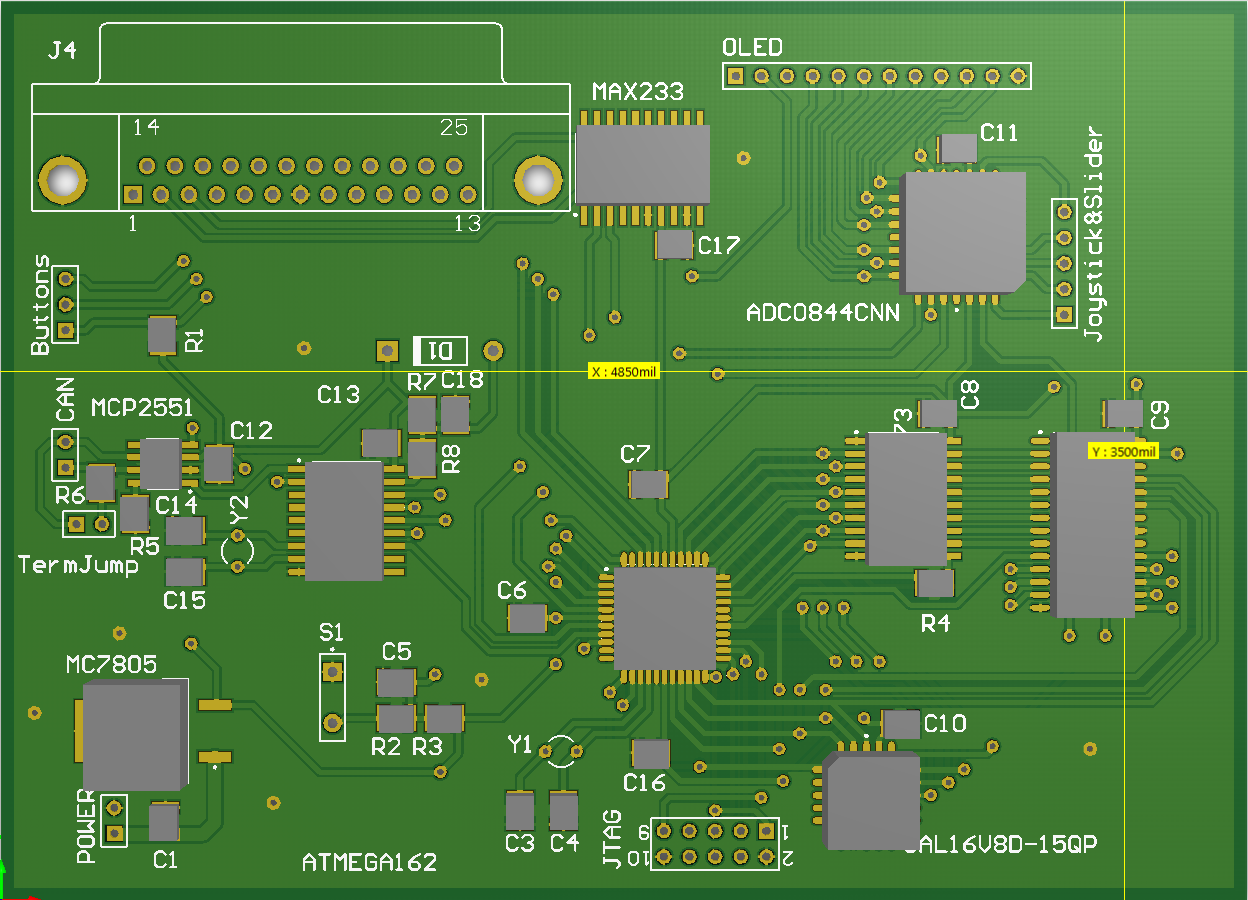 J4
OLED
MAX233
14
25
C11
Joystick&Slider
1
13
C17
Buttons
R1
ADC0844CNN
D1
X : 4850mil
CAN
MCP2551
C13
R7
C18
C8
C9
73
C12
R8
C7
Y : 3500mil
R6
C14
Y2
R5
TermJump
C15
C6
R4
S1
C5
MC7805
R2
R3
Y1
C10
C16
POWER
C1
C3
C4
JTAG
9
1
10
2
ATMEGA162
AL16V8D-15QP